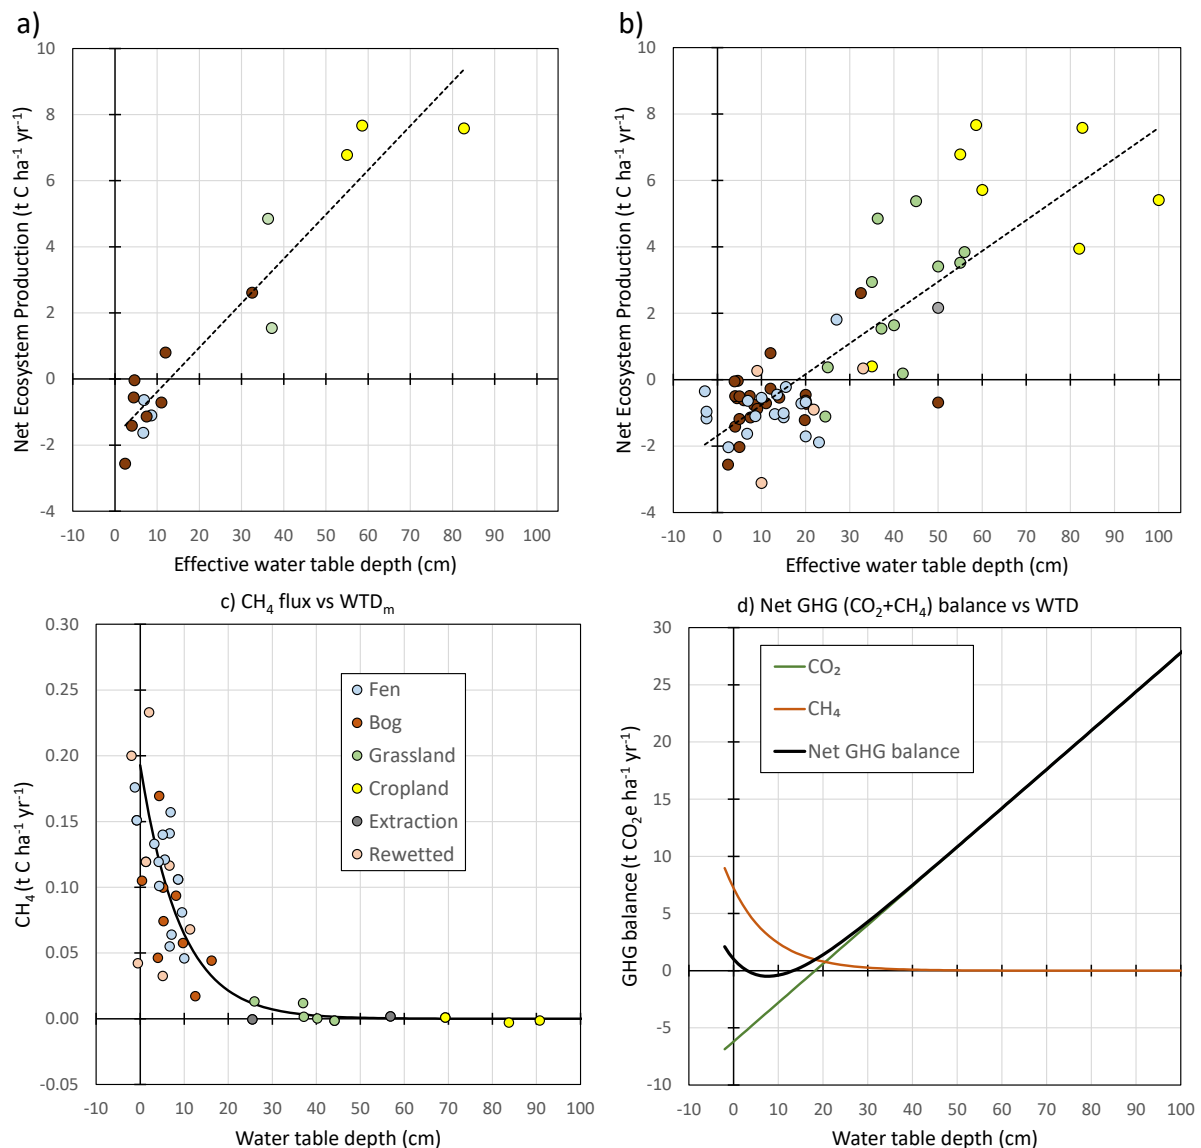 a)
10
8
6
4
2
0
-2
-4
Net Ecosystem Production (t C ha⁻¹ yr⁻¹)
-10 0 10 20 30 40 50 60 70 80 90 100
Effective water table depth (cm)
b)
10
8
6
4
2
0
-2
-4
Net Ecosystem Production (t C ha⁻¹ yr⁻¹)
-10 0 10 20 30 40 50 60 70 80 90 100
Effective water table depth (cm)
c) CH₄ flux vs WTDₘ
0.30
0.25
0.20
0.15
0.10
0.05
0.00
-0.05
CH₄ (t C ha⁻¹ yr⁻¹)
Fen
Bog
Grassland
Cropland
Extraction
Rewetted
-10 0 10 20 30 40 50 60 70 80 90 100
Water table depth (cm)
d) Net GHG (CO₂+CH₄) balance vs WTD
30
25
20
15
10
5
0
-5
-10
GHG balance (t CO₂e ha⁻¹ yr⁻¹)
CO₂
CH₄
Net GHG balance
-10 0 10 20 30 40 50 60 70 80 90 100
Water table depth (cm)